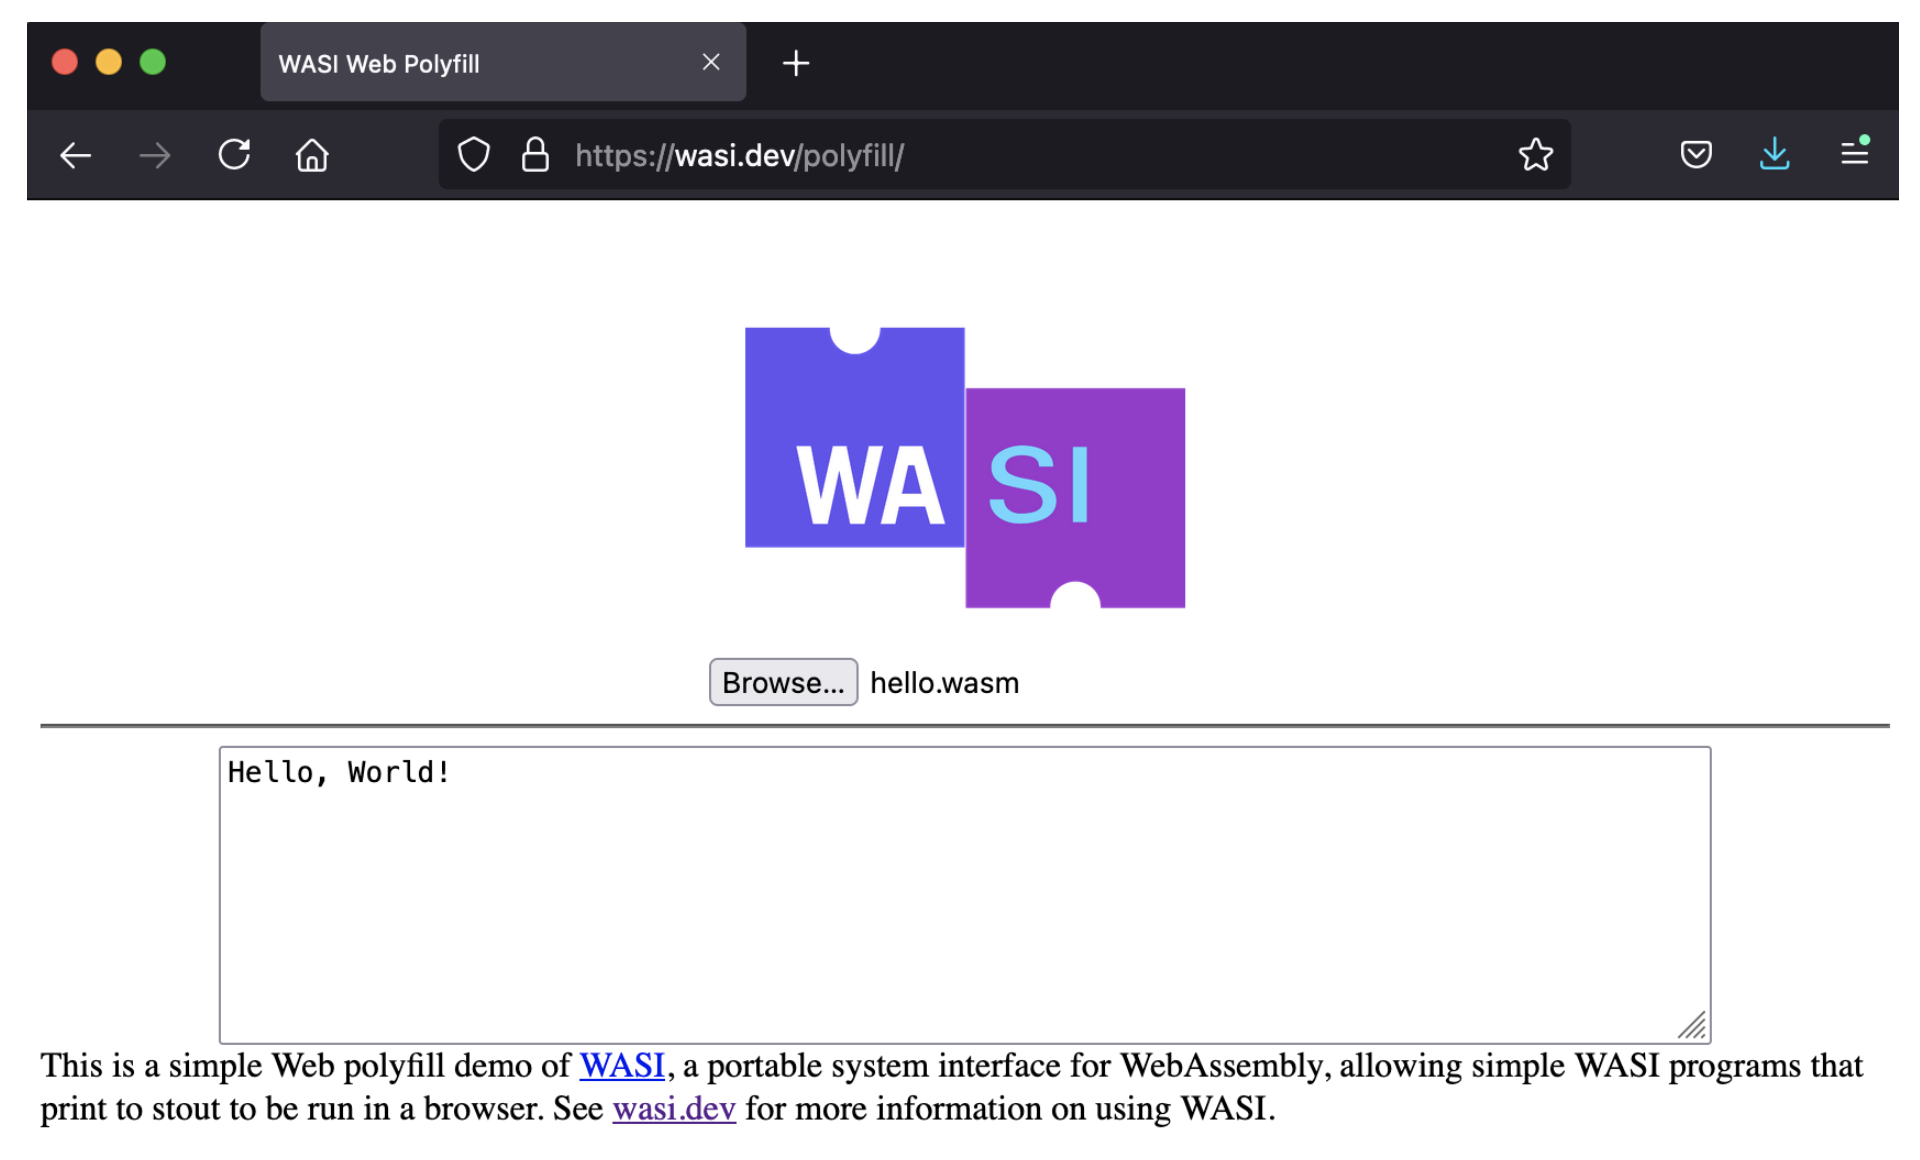 WASI Web Polyfill
https://wasi.dev/polyfill/
WA SI
Browse... hello.wasm
Hello, World!
This is a simple Web polyfill demo of WASI, a portable system interface for WebAssembly, allowing simple WASI programs that
print to stout to be run in a browser. See wasi.dev for more information on using WASI.